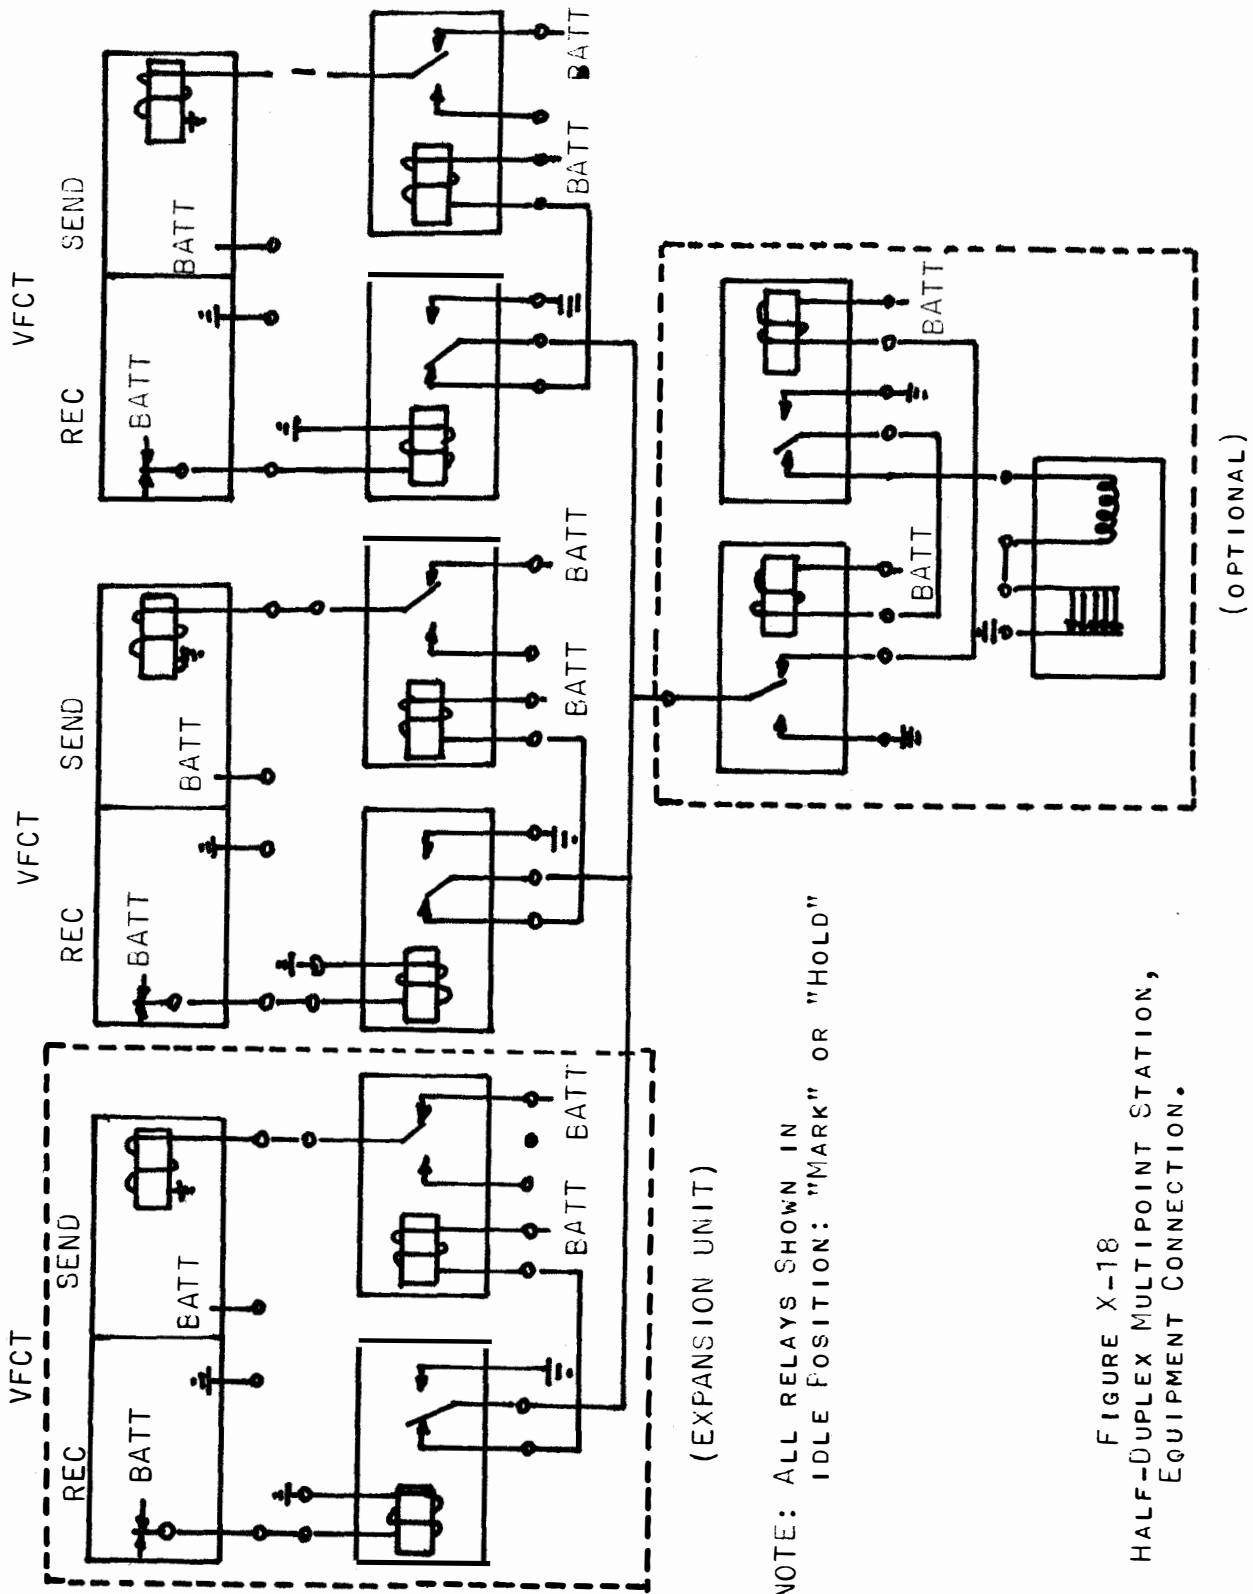 VFCT
REC
SEND
BATT
BATT
BATT
BATT
(EXPANSION UNIT)
VFCT
REC
SEND
BATT
BATT
BATT
BATT
VFCT
REC
SEND
BATT
BATT
BATT
BATT
BATT
BATT
(OPTIONAL)
NOTE: ALL RELAYS SHOWN IN
IDLE POSITION: "MARK" OR "HOLD"
FIGURE X-18
HALF-DUPLEX MULTIPOINT STATION,
EQUIPMENT CONNECTION.